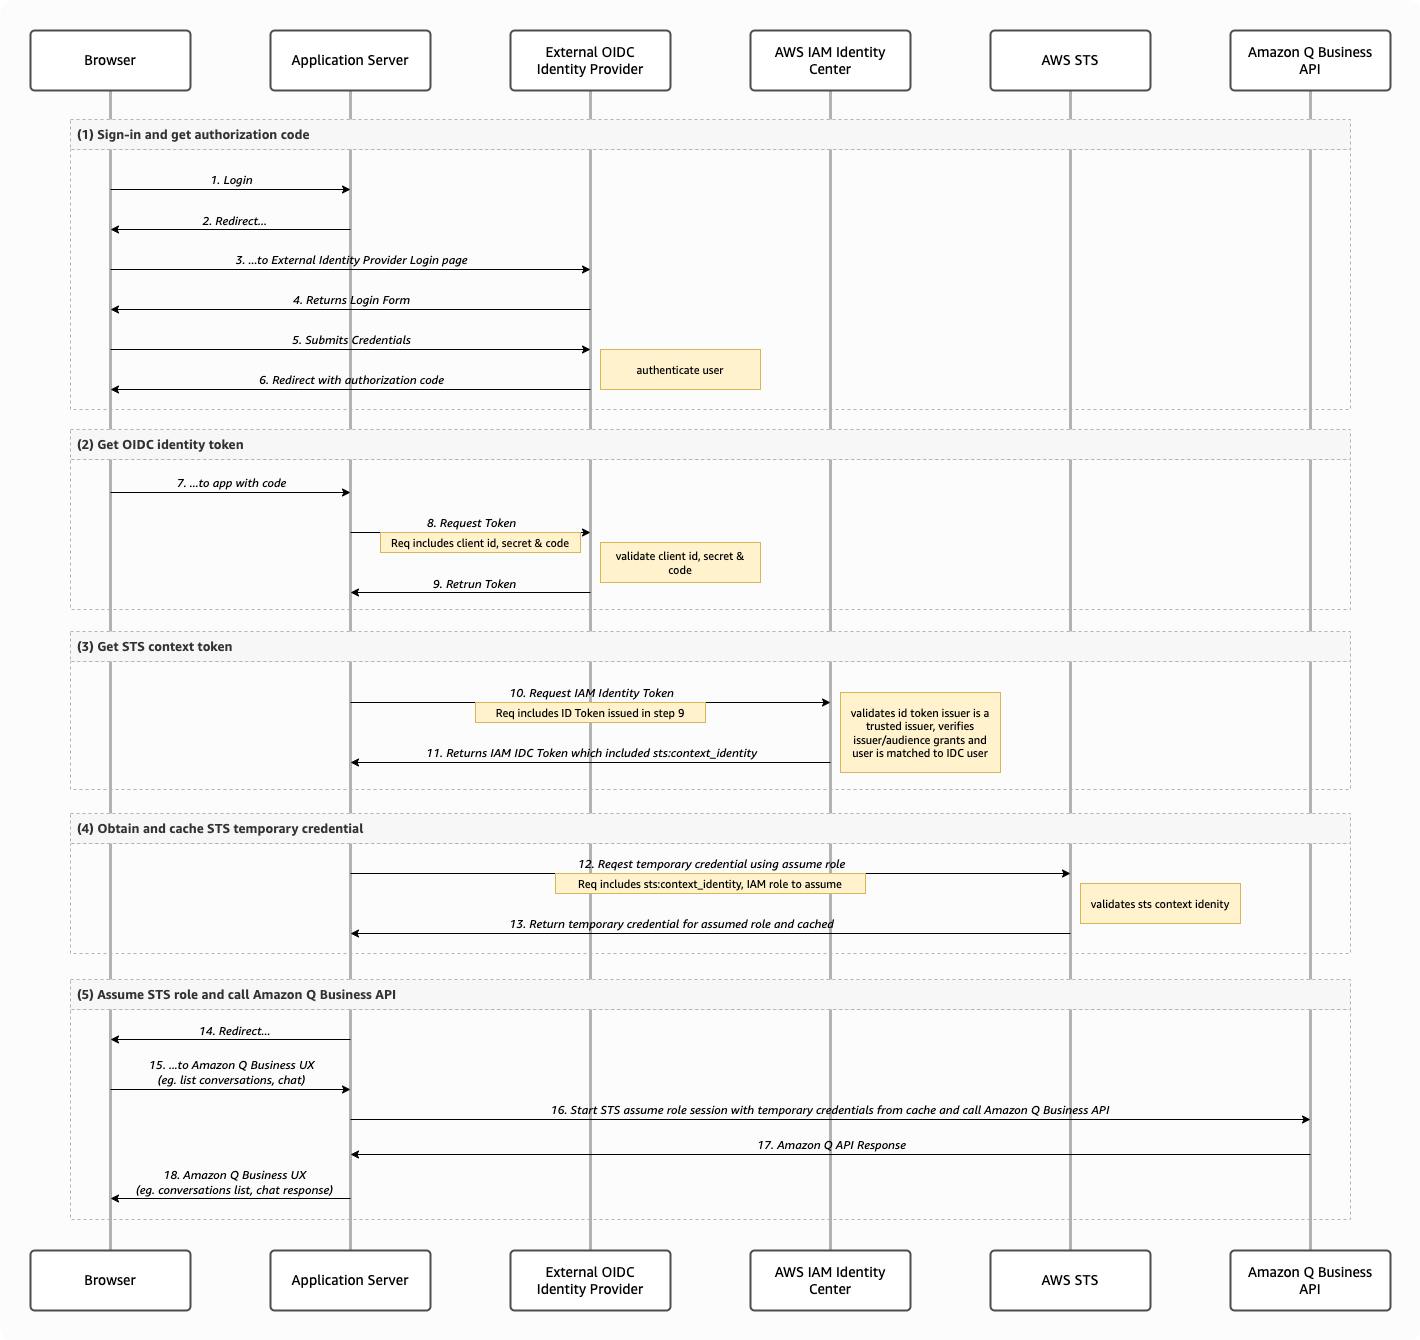 Browser
Application Server
External OIDC
Identity Provider
AWS IAM Identity
Center
AWS STS
Amazon Q Business
API
(1) Sign-in and get authorization code
1. Login
2. Redirect...
3. ...to External Identity Provider Login page
4. Returns Login Form
5. Submits Credentials
authenticate user
6. Redirect with authorization code
(2) Get OIDC identity token
7. ...to app with code
8. Request Token
Req includes client id, secret & code
validate client id, secret &
code
9. Retrun Token
(3) Get STS context token
10. Request IAM Identity Token
Req includes ID Token issued in step 9
validates id token issuer is a
trusted issuer, verifies
issuer/audience grants and
user is matched to IDC user
11. Returns IAM IDC Token which included sts:context_identity
(4) Obtain and cache STS temporary credential
12. Reqest temporary credential using assume role
Req includes sts:context_identity, IAM role to assume
validates sts context idenity
13. Return temporary credential for assumed role and cached
(5) Assume STS role and call Amazon Q Business API
14. Redirect...
15. ...to Amazon Q Business UX
(eg. list conversations, chat)
16. Start STS assume role session with temporary credentials from cache and call Amazon Q Business API
17. Amazon Q API Response
18. Amazon Q Business UX
(eg. conversations list, chat response)
Browser
Application Server
External OIDC
Identity Provider
AWS IAM Identity
Center
AWS STS
Amazon Q Business
API